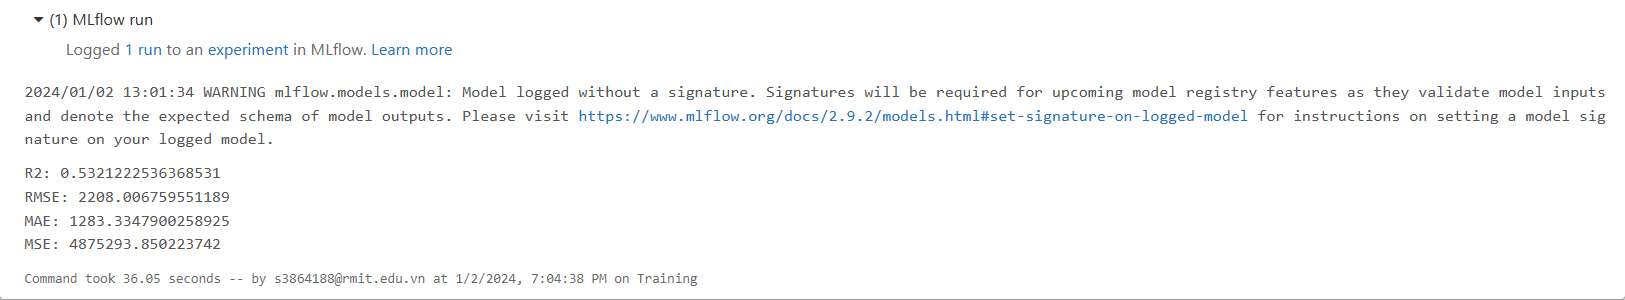 (1) MLflow run
Logged 1 run to an experiment in MLflow. Learn more
2024/01/02 13:01:34 WARNING mlflow.models.model: Model logged without a signature. Signatures will be required for upcoming model registry features as they validate model inputs
and denote the expected schema of model outputs. Please visit https://www.mlflow.org/docs/2.9.2/models.html#set-signature-on-logged-model for instructions on setting a model sig
nature on your logged model.
R2: 0.5321222536368531
RMSE: 2208.006759551189
MAE: 1283.3347900258925
MSE: 4875293.850223742
Command took 36.05 seconds -- by s3864188@rmit.edu.vn at 1/2/2024, 7:04:38 PM on Training